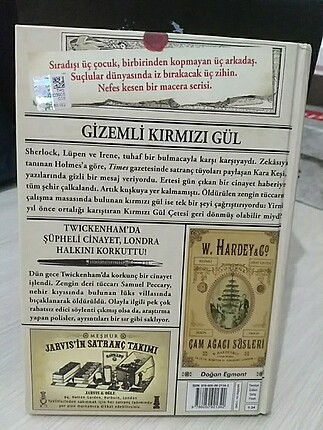 Sıradışı üç çocuk, birbirinden kopmayan üç arkadaş.
Suçlular dünyasında iz bırakacak üç zihin.
Nefes kesen bir macera serisi.
GİZEMLİ KIRMIZI GÜL
Sherlock, Lüpen ve Irene, tuhaf bir bulmacayla karşı karşıyaydı. Zekâsıyla
tanınan Holmes'a göre, Times gazetesinde satranç tüyoları paylaşan Kara Keşiş,
yazılarında gizli bir mesaj veriyordu. Ertesi gün çıkan bir cinayet haberiyle
tüm şehir çalkalandı. Artık kuşkuya yer kalmamıştı. Öldürülen zengin tüccarın
çalışma masasında bulunan kırmızı gül ise tek bir şeyi çağrıştırıyordu: Yirmi
yıl önce ortalığı karıştıran Kırmızı Gül Çetesi geri dönmüş olabilir miydi?
TWICKENHAM'DA
ŞÜPHELİ CİNAYET, LONDRA
HALKINI KORKUTTU!
Dün gece Twickenham'da korkunç bir cinayet
işlendi. Zengin deri tüccarı Samuel Peccary,
nehir kıyısında bulunan lüks villasında
bıçaklanarak öldürüldü. Olayla ilgili pek çok
rahatsız edici söylenti çıkmış olsa da, araştırma
yapan polisler, ayrıntıları bir sır gibi saklıyor.
W. HARDEY & Co
ÇAM AĞACI SÜSLERİ
MEŞHUR
JARVIS'İN SATRANÇ TAKIMI
JARVIS & OGLE
Doğan Egmont